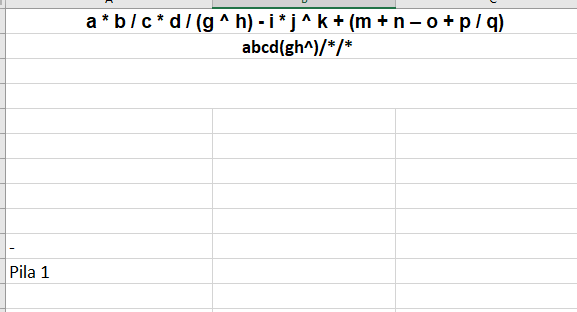 a * b / c * d / (g ^ h) - i * j ^ k + (m + n – o + p / q)
abcd(gh^)/*/*
-
Pila 1